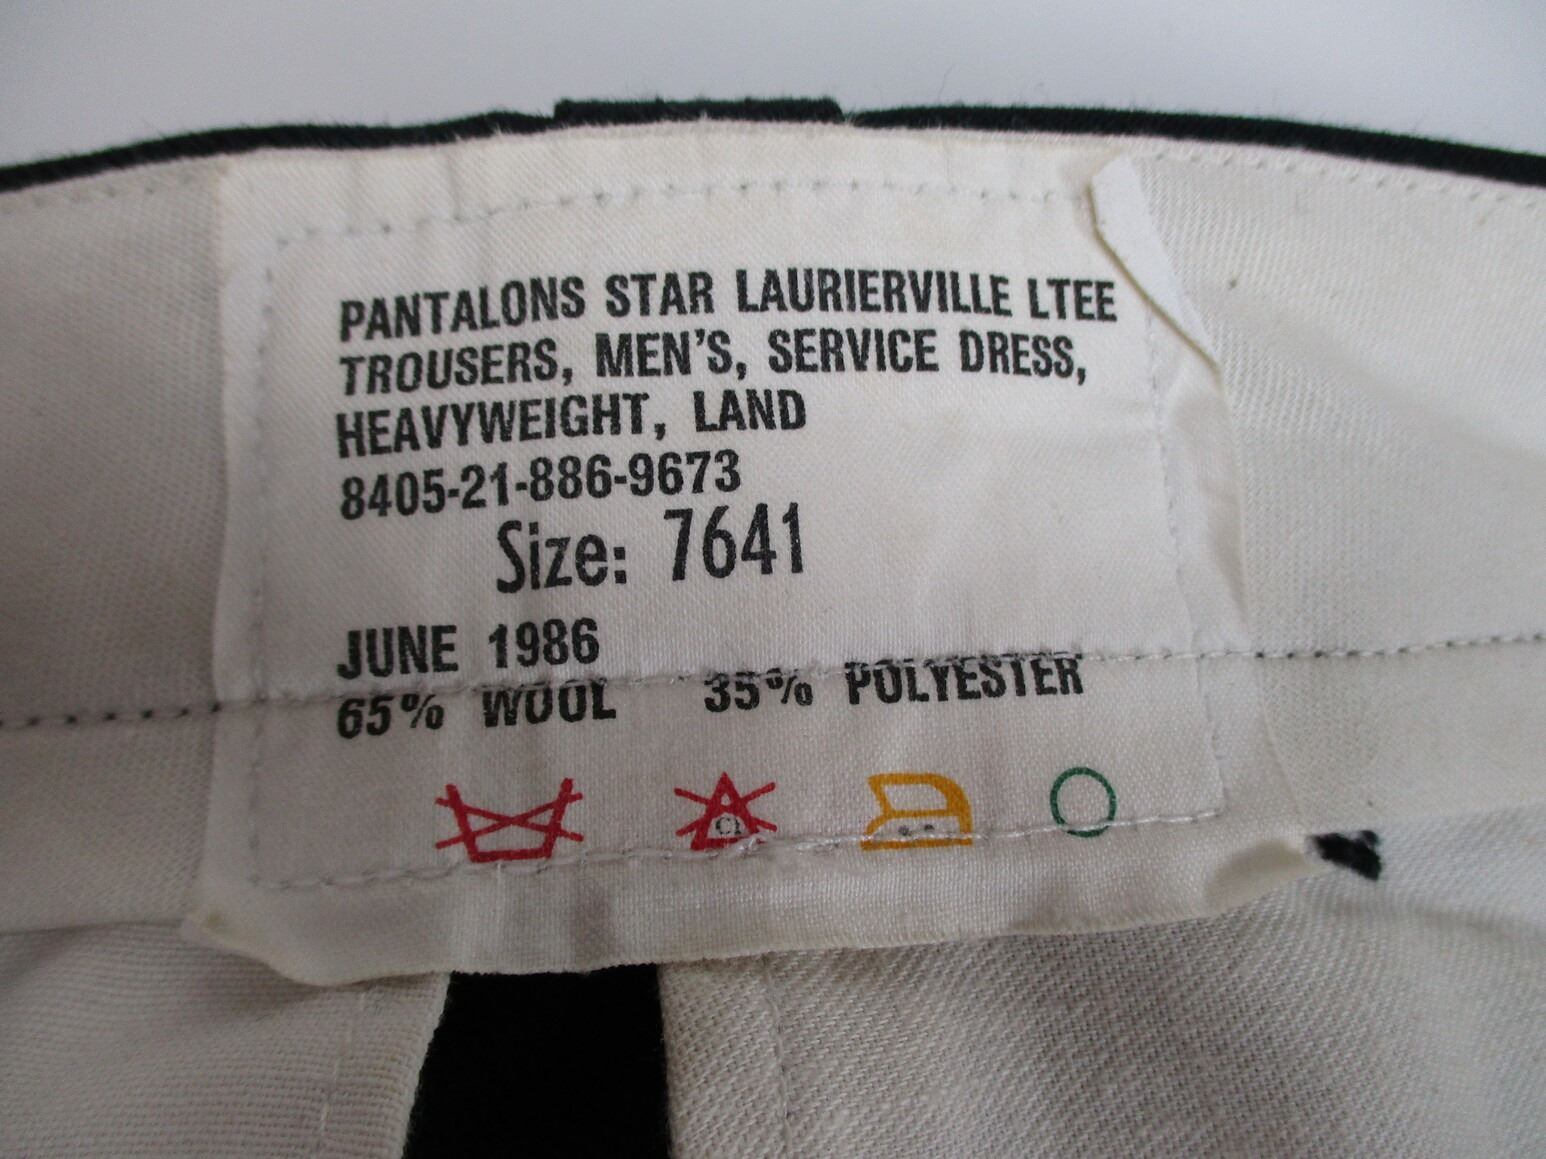 PANTALONS STAR LAURIERVILLE LTEE
TROUSERS, MEN'S, SERVICE DRESS,
HEAVYWEIGHT, LAND
8405-21-886-9673
Size: 7641
JUNE 1986
65% WOOL 35% POLYESTER
Cl